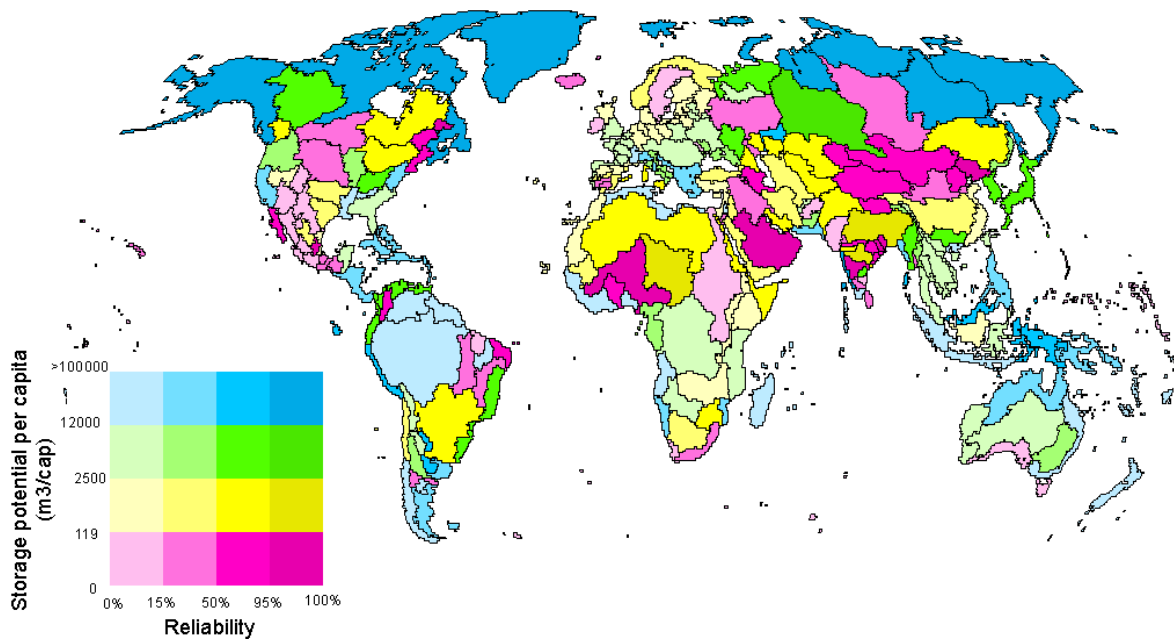 Storage potential per capita
(m3/cap)
>100000
12000
2500
119
0
0% 15% 50% 95% 100%
Reliability